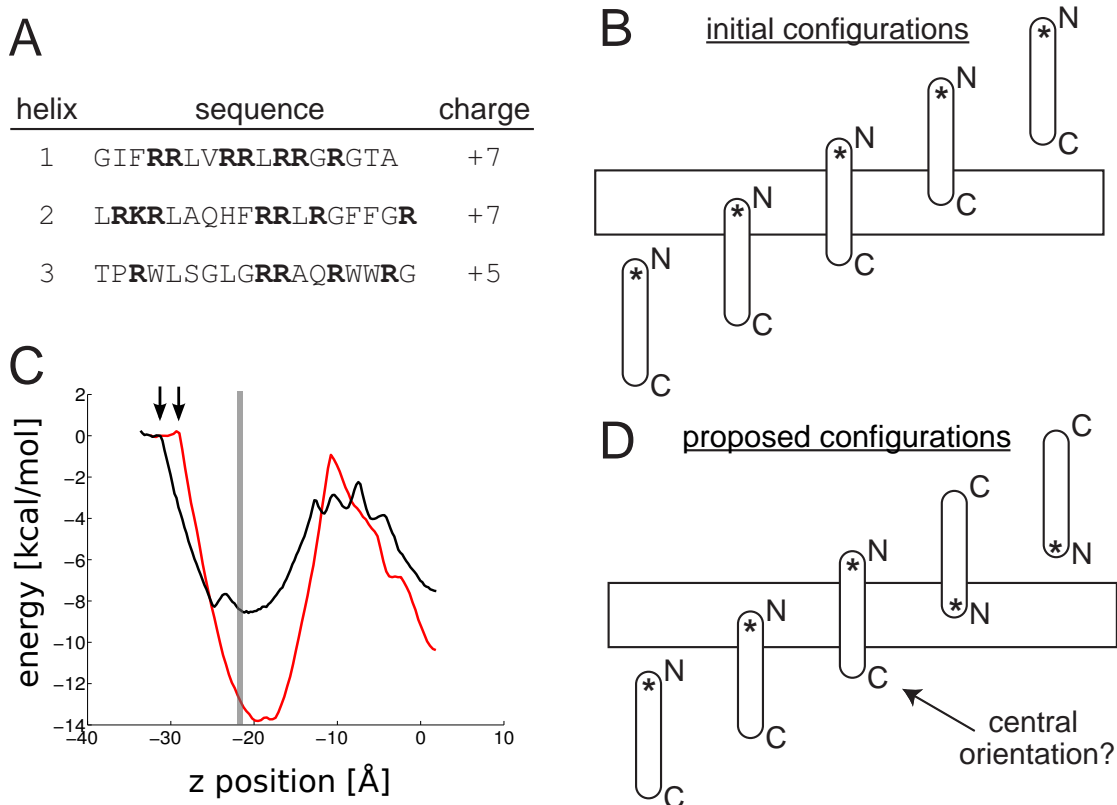 A
helix sequence charge
1 GIFRRLVRRLRRGRGTA +7
2 LRKRLAQHFRRLRGFFGR +7
3 TPRWLSGLGRRAQRWWRG +5
B
initial configurations
* N
C
* N
C
* N
C
* N
C
* N
C
C
energy [kcal/mol]
2
0
−2
−4
−6
−8
−10
−12
−14
−40 −30 −20 −10 0 10
z position [Å]
D
proposed configurations
C
* N
C
* N
* N
C
* N
C
* N
C
central
orientation?